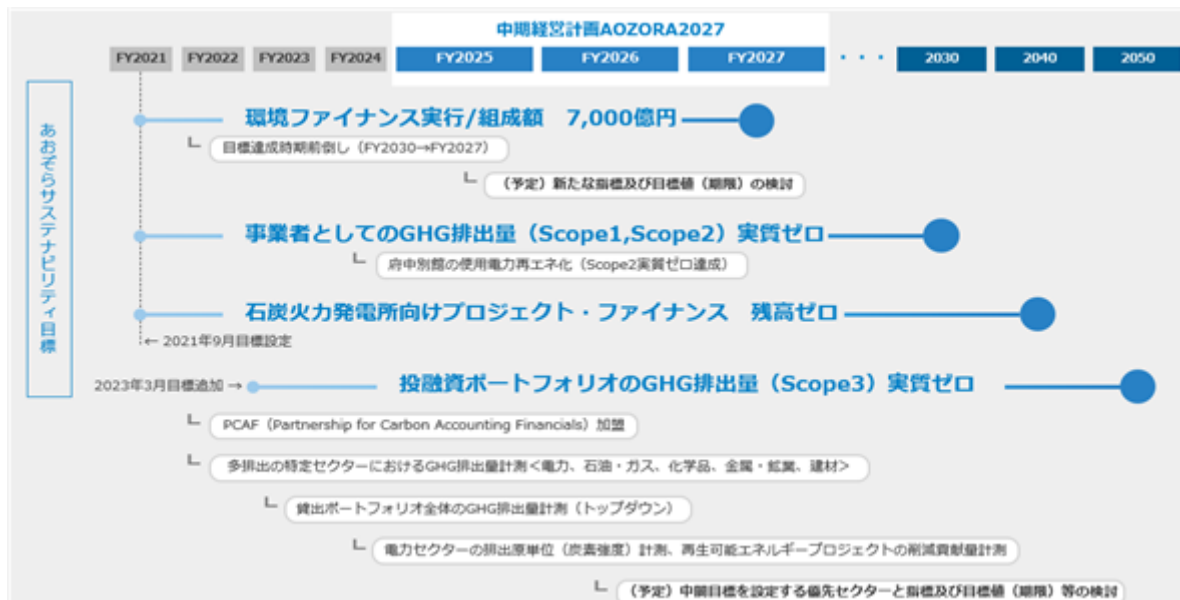 中期経営計画AOZORA2027
FY2021 FY2022 FY2023 FY2024 FY2025 FY2026 FY2027 ・・・ 2030 2040 2050
あおぞらサステナビリティ目標
環境ファイナンス実行/組成額　7,000億円
目標達成時期前倒し（FY2030→FY2027）
（予定）新たな指標及び目標値（期限）の検討
事業者としてのGHG排出量（Scope1,Scope2）実質ゼロ
府中別館の使用電力再エネ化（Scope2実質ゼロ達成）
石炭火力発電所向けプロジェクト・ファイナンス　残高ゼロ
← 2021年9月目標設定
2023年3月目標追加 →
投融資ポートフォリオのGHG排出量（Scope3）実質ゼロ
PCAF（Partnership for Carbon Accounting Financials）加盟
多排出の特定セクターにおけるGHG排出量計測＜電力、石油・ガス、化学品、金属・鉱業、建材＞
貸出ポートフォリオ全体のGHG排出量計測（トップダウン）
電力セクターの排出原単位（炭素強度）計測、再生可能エネルギープロジェクトの削減貢献量計測
（予定）中間目標を設定する優先セクターと指標及び目標値（期限）等の検討